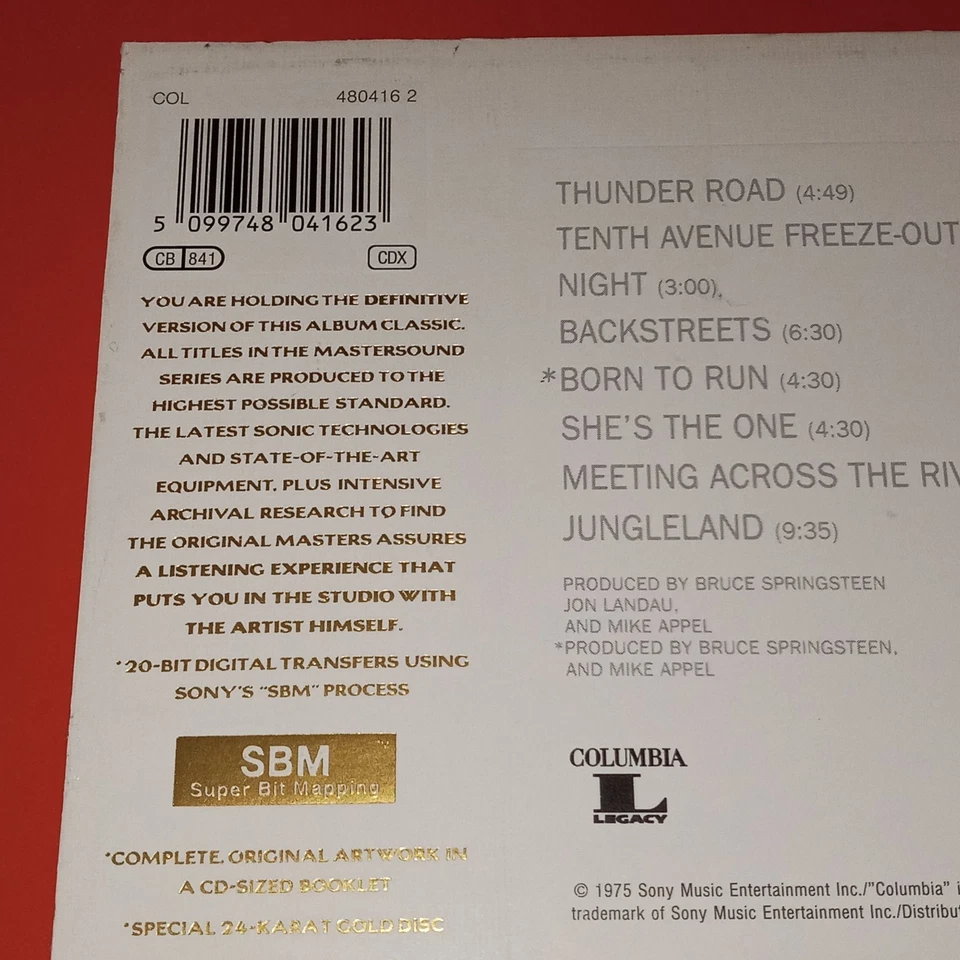 COL 480416 2
5 099748 041623
CB 841 CDX
YOU ARE HOLDING THE DEFINITIVE
VERSION OF THIS ALBUM CLASSIC.
ALL TITLES IN THE MASTERSOUND
SERIES ARE PRODUCED TO THE
HIGHEST POSSIBLE STANDARD.
THE LATEST SONIC TECHNOLOGIES
AND STATE-OF-THE-ART
EQUIPMENT, PLUS INTENSIVE
ARCHIVAL RESEARCH TO FIND
THE ORIGINAL MASTERS ASSURES
A LISTENING EXPERIENCE THAT
PUTS YOU IN THE STUDIO WITH
THE ARTIST HIMSELF.
*20-BIT DIGITAL TRANSFERS USING
SONY'S "SBM" PROCESS
SBM
Super Bit Mapping
*COMPLETE, ORIGINAL ARTWORK IN
A CD-SIZED BOOKLET
*SPECIAL 24-KARAT GOLD DISC
THUNDER ROAD (4:49)
TENTH AVENUE FREEZE-OUT
NIGHT (3:00),
BACKSTREETS (6:30)
*BORN TO RUN (4:30)
SHE'S THE ONE (4:30)
MEETING ACROSS THE
JUNGLELAND (9:35)
PRODUCED BY BRUCE SPRINGSTEEN
JON LANDAU,
AND MIKE APPEL
*PRODUCED BY BRUCE SPRINGSTEEN,
AND MIKE APPEL
COLUMBIA
L
LEGACY
© 1975 Sony Music Entertainment Inc./"Columbia"
trademark of Sony Music Entertainment Inc.